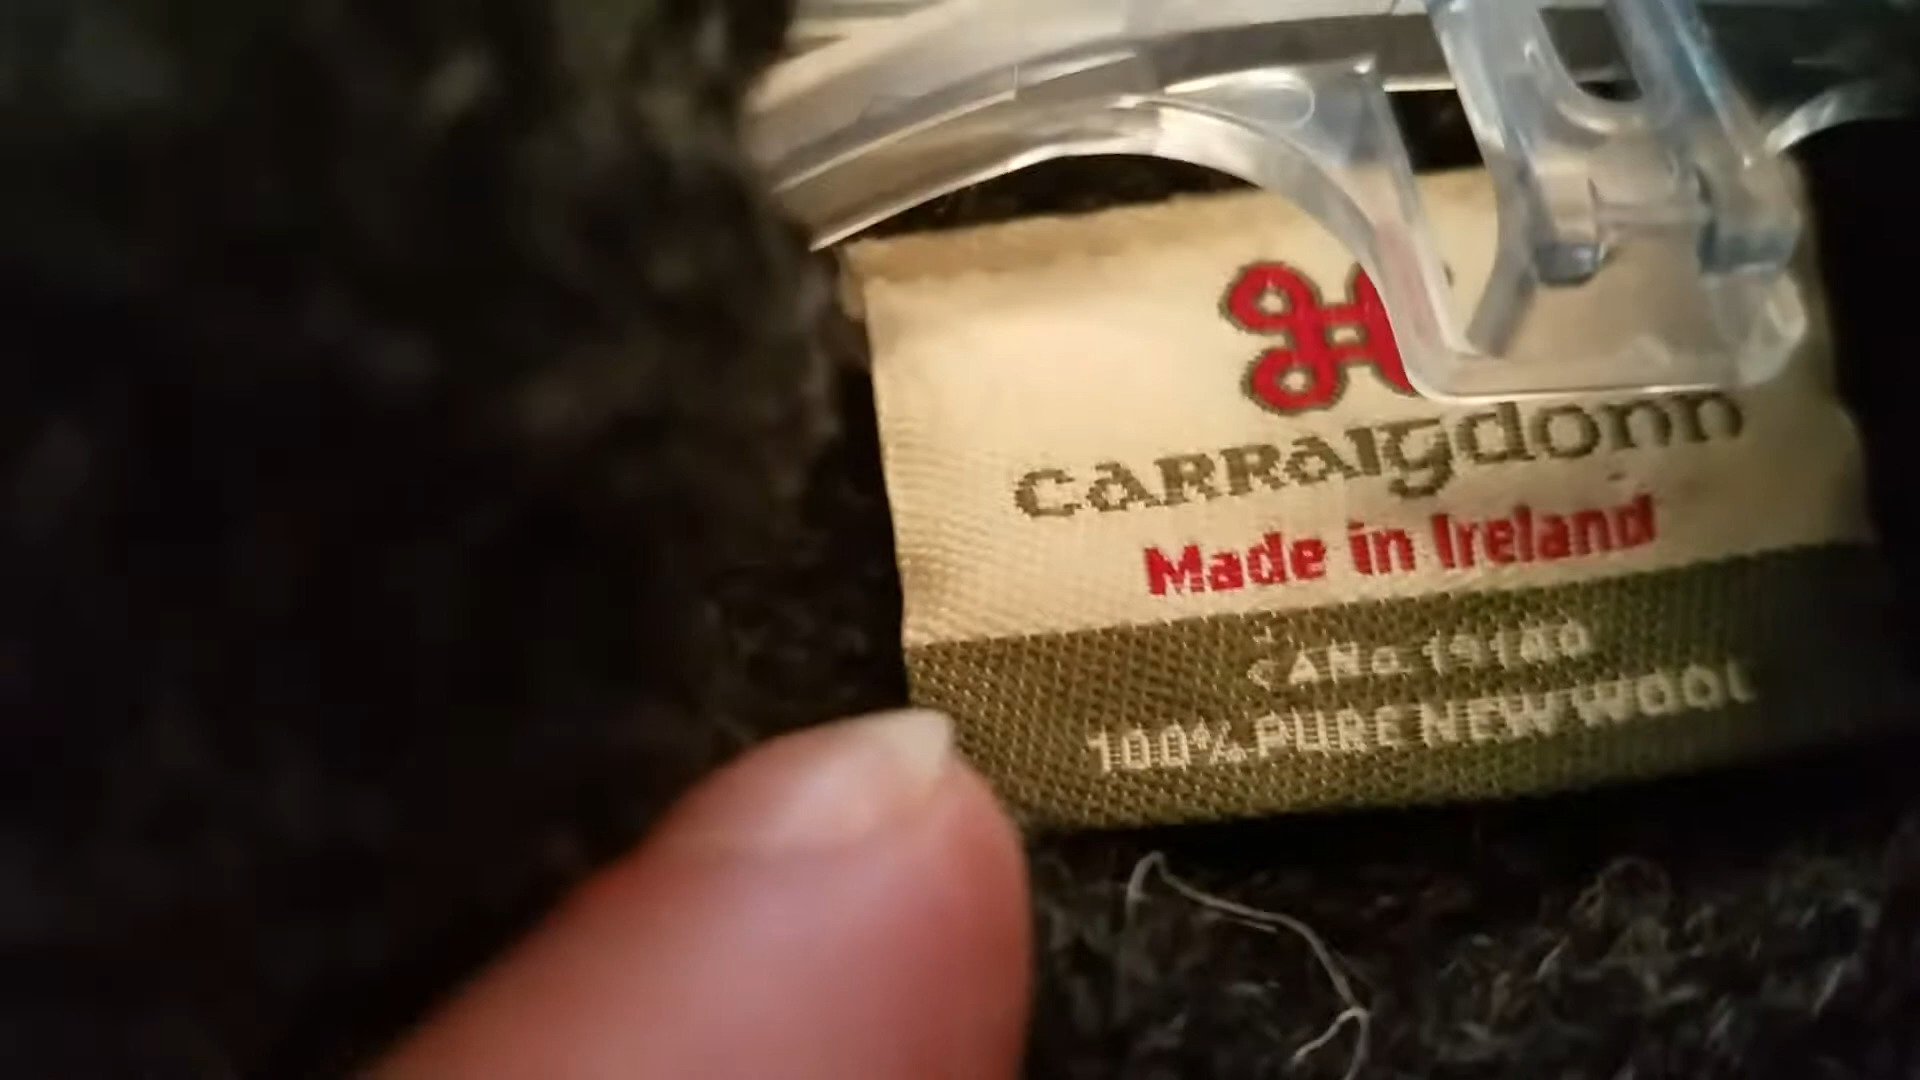 CARRAIGDONN
Made in Ireland
CA No 19140
100% PURE NEW WOOL